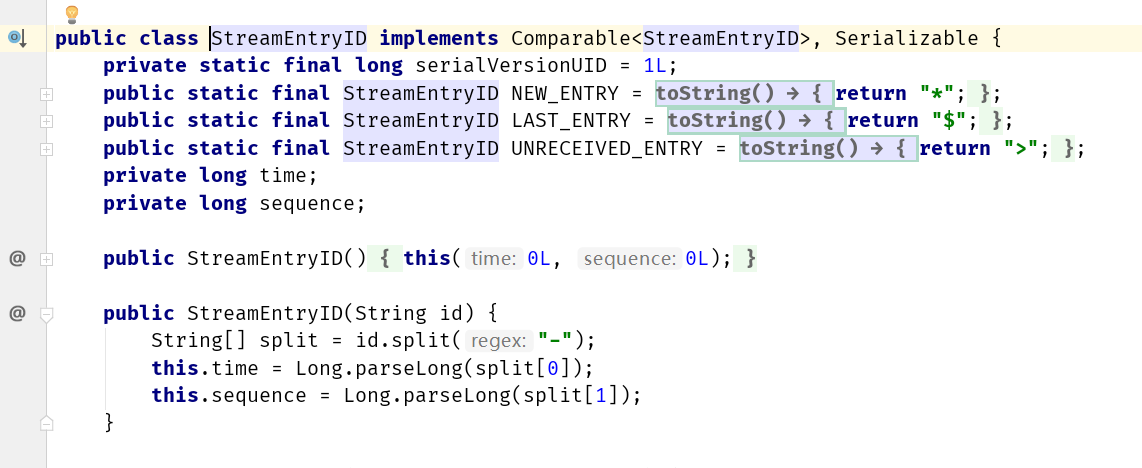 public class StreamEntryID implements Comparable<StreamEntryID>, Serializable {
private static final long serialVersionUID = 1L;
public static final StreamEntryID NEW_ENTRY = toString() → { return "*"; };
public static final StreamEntryID LAST_ENTRY = toString() → { return "$"; };
public static final StreamEntryID UNRECEIVED_ENTRY = toString() → { return ">"; };
private long time;
private long sequence;
@ public StreamEntryID() { this( time: 0L, sequence: 0L); }
@ public StreamEntryID(String id) {
String[] split = id.split( regex: "-");
this.time = Long.parseLong(split[0]);
this.sequence = Long.parseLong(split[1]);
}